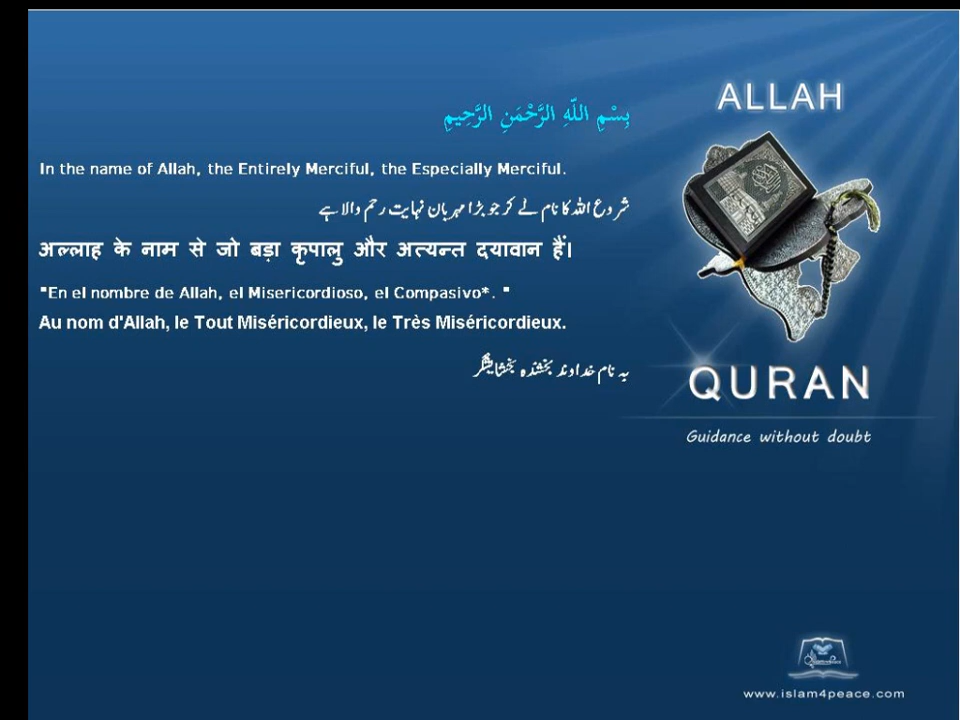 بِسْمِ اللّهِ الرَّحْمَنِ الرَّحِيمِ
In the name of Allah, the Entirely Merciful, the Especially Merciful.
شروع اللہ کا نام لے کر جو بڑا مہربان نہایت رحم والا ہے
अल्लाह के नाम से जो बड़ा कृपालु और अत्यन्त दयावान हैं।
"En el nombre de Allah, el Misericordioso, el Compasivo*. "
Au nom d'Allah, le Tout Miséricordieux, le Très Miséricordieux.
به نام خداوند بخشنده بخشایشگر
ALLAH
QURAN
Guidance without doubt
www.islam4peace.com